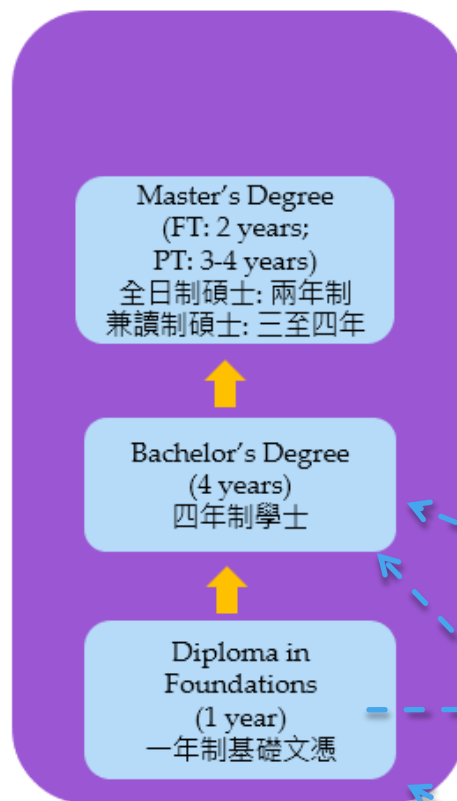 Master’s Degree
(FT: 2 years;
PT: 3-4 years)
全日制碩士: 兩年制
兼讀制碩士: 三至四年
Bachelor’s Degree
(4 years)
四年制學士
Diploma in
Foundations
(1 year)
一年制基礎文憑